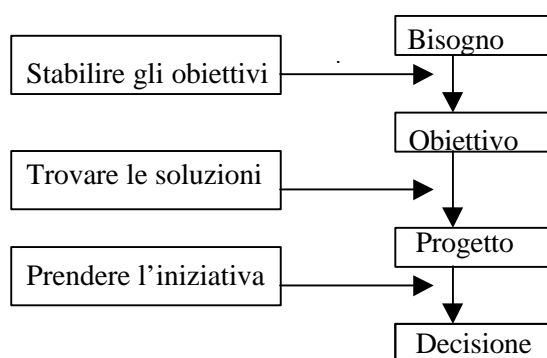 Bisogno
Stabilire gli obiettivi
Obiettivo
Trovare le soluzioni
Progetto
Prendere l’iniziativa
Decisione